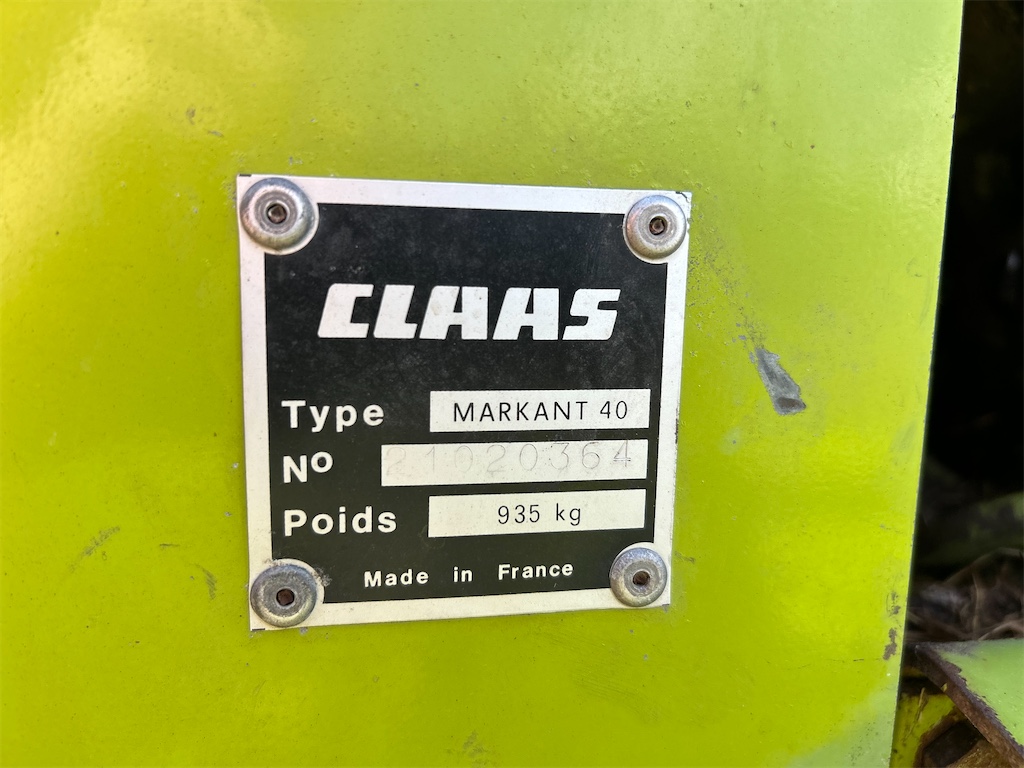 CLAAS
Type MARKANT 40
Nº 21020364
Poids 935 kg
Made in France